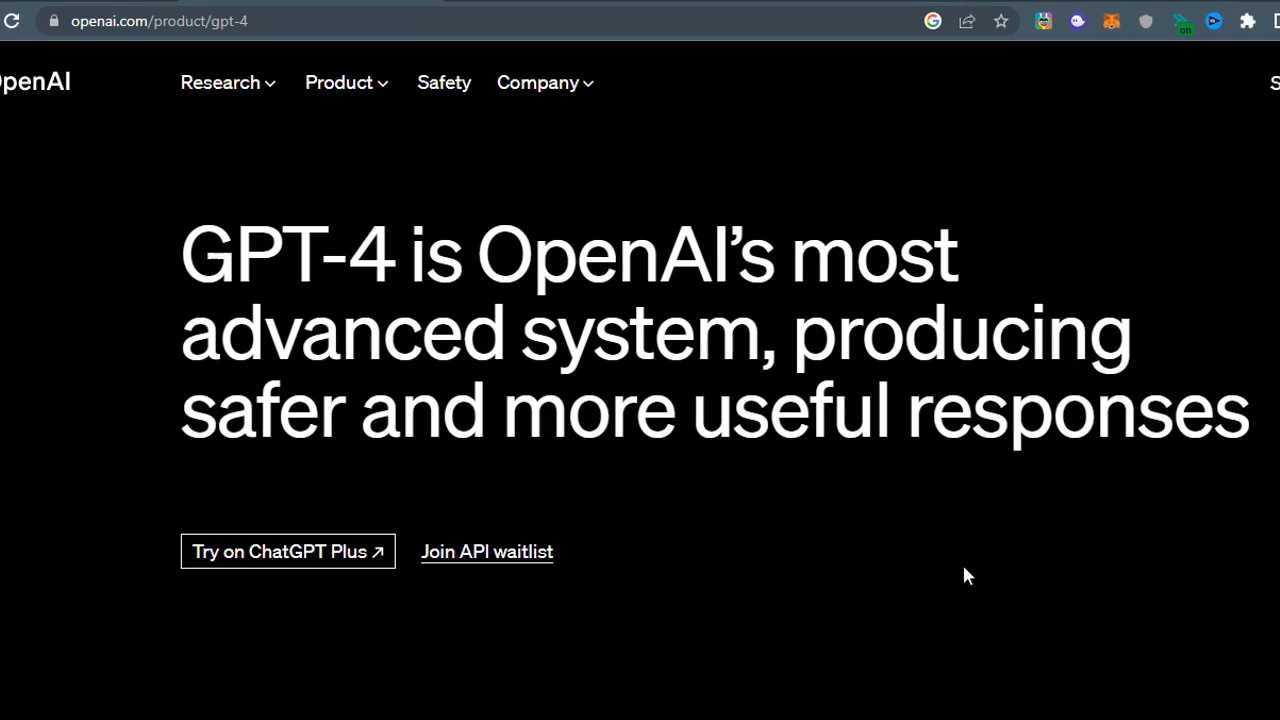 openai.com/product/gpt-4
on
penAI Research Product Safety Company S
GPT-4 is OpenAI’s most
advanced system, producing
safer and more useful responses
Try on ChatGPT Plus ↗ Join API waitlist